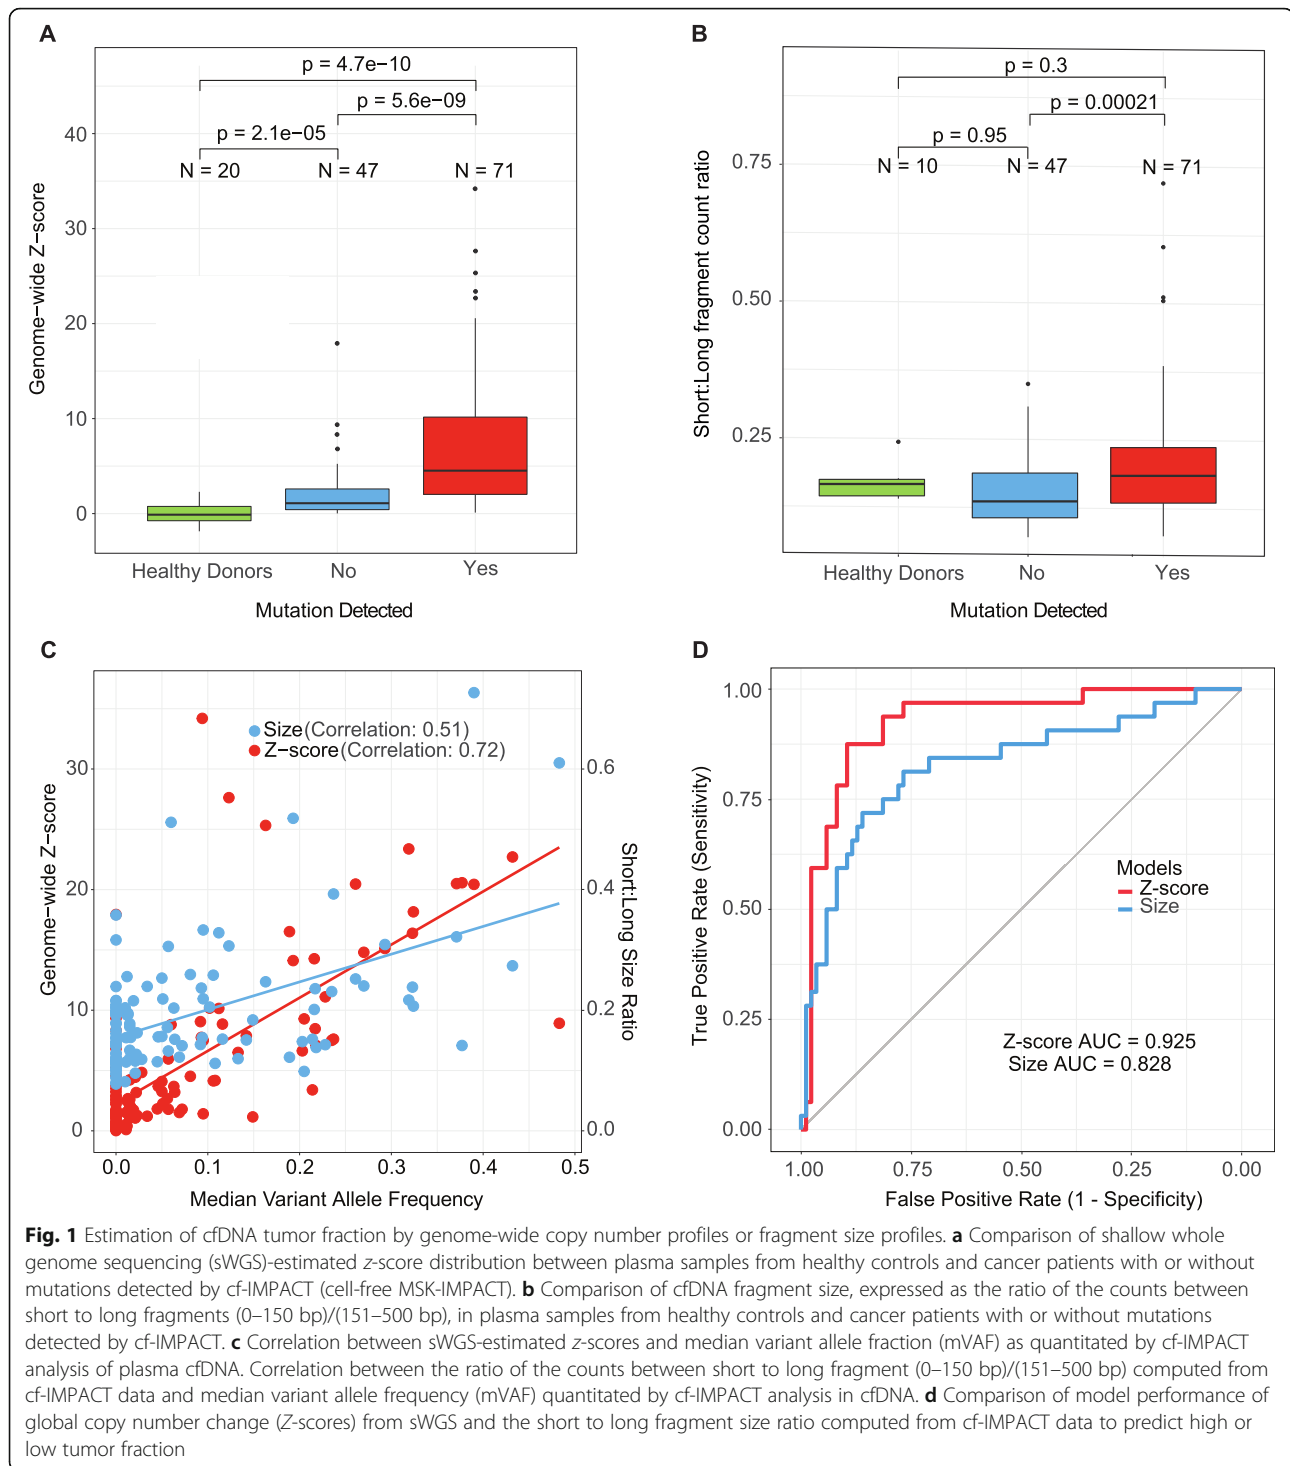 A
p = 4.7e−10
p = 5.6e−09
p = 2.1e−05
N = 20
N = 47
N = 71
40
30
20
10
0
Genome−wide Z−score
Healthy Donors
No
Yes
Mutation Detected
B
p = 0.3
p = 0.00021
p = 0.95
N = 10
N = 47
N = 71
0.75
0.50
0.25
Short:Long fragment count ratio
Healthy Donors
No
Yes
Mutation Detected
C
Size (Correlation: 0.51)
Z−score (Correlation: 0.72)
30
20
10
0
Genome−wide Z−score
0.6
0.4
0.2
0.0
Short:Long Size Ratio
0.0
0.1
0.2
0.3
0.4
0.5
Median Variant Allele Frequency
D
1.00
0.75
0.50
0.25
0.00
True Positive Rate (Sensitivity)
Models
Z-score
Size
Z-score AUC = 0.925
Size AUC = 0.828
1.00
0.75
0.50
0.25
0.00
False Positive Rate (1 - Specificity)
Fig. 1 Estimation of cfDNA tumor fraction by genome-wide copy number profiles or fragment size profiles. a Comparison of shallow whole
genome sequencing (sWGS)-estimated z-score distribution between plasma samples from healthy controls and cancer patients with or without
mutations detected by cf-IMPACT (cell-free MSK-IMPACT). b Comparison of cfDNA fragment size, expressed as the ratio of the counts between
short to long fragments (0–150 bp)/(151–500 bp), in plasma samples from healthy controls and cancer patients with or without mutations
detected by cf-IMPACT. c Correlation between sWGS-estimated z-scores and median variant allele fraction (mVAF) as quantitated by cf-IMPACT
analysis of plasma cfDNA. Correlation between the ratio of the counts between short to long fragment (0–150 bp)/(151–500 bp) computed from
cf-IMPACT data and median variant allele frequency (mVAF) quantitated by cf-IMPACT analysis in cfDNA. d Comparison of model performance of
global copy number change (Z-scores) from sWGS and the short to long fragment size ratio computed from cf-IMPACT data to predict high or
low tumor fraction